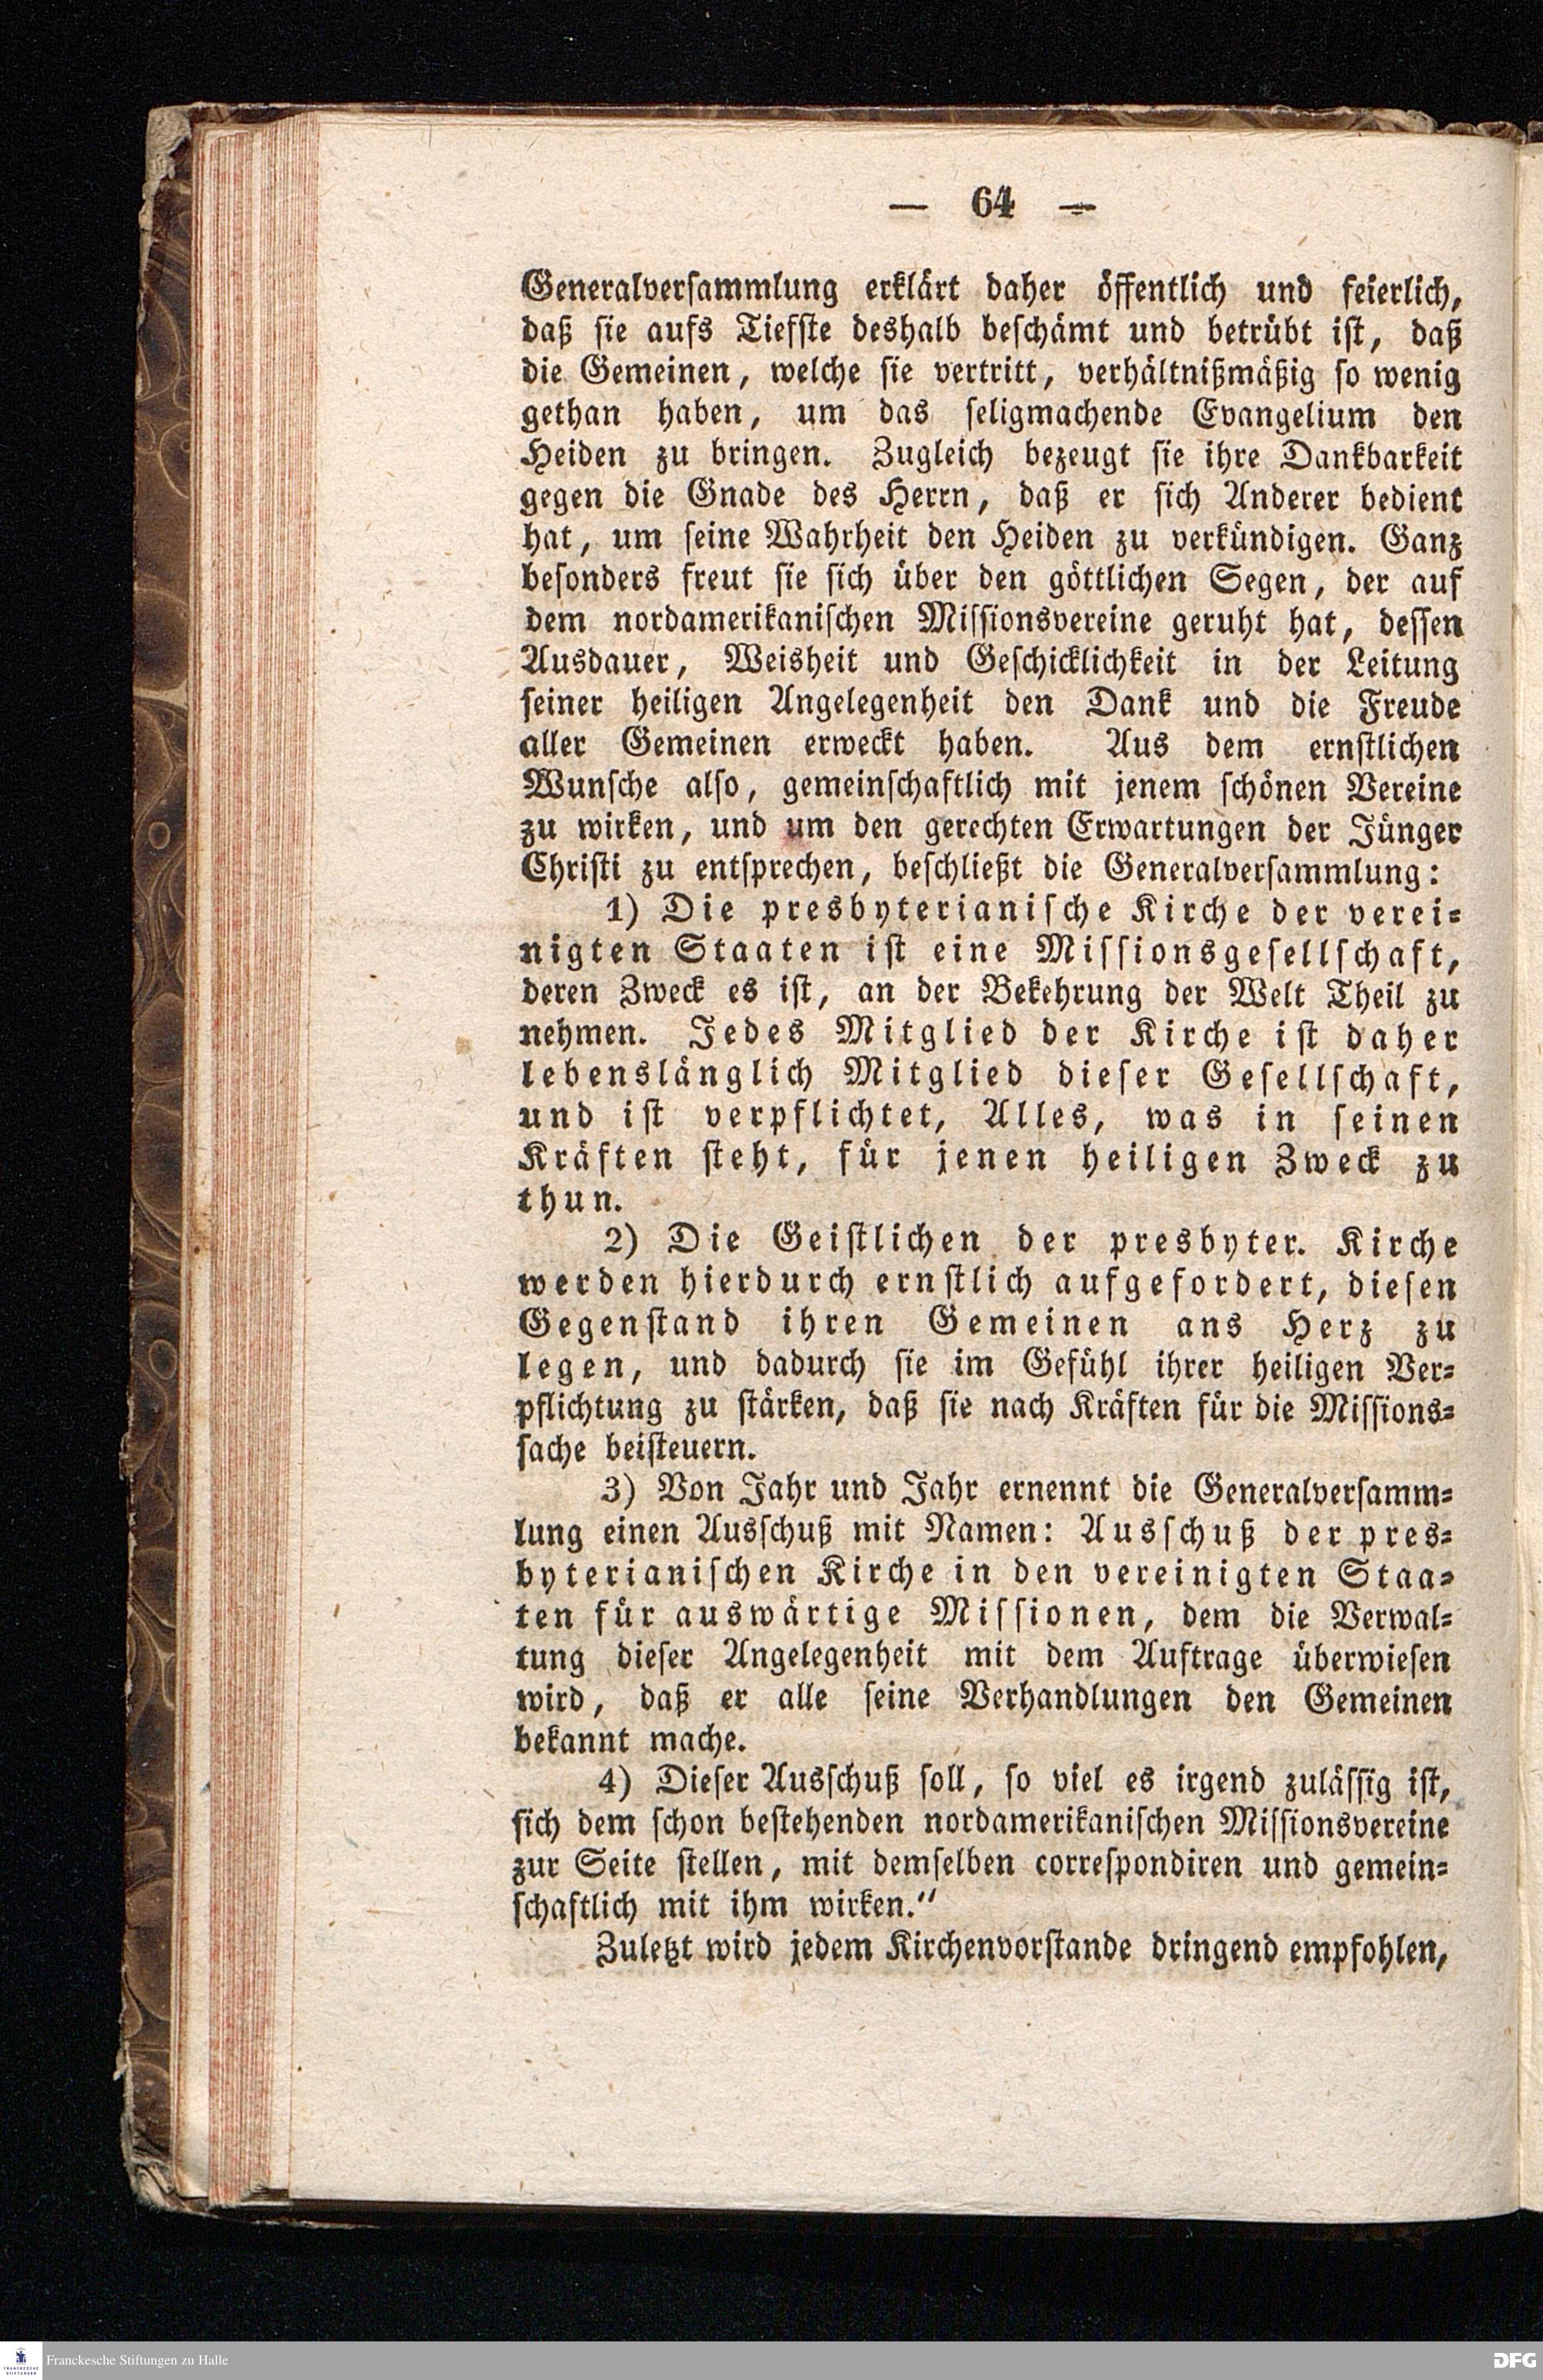 — 64 —
Generalversammlung erklärt daher öffentlich und feierlich,
daß sie aufs Tiefste deshalb beschämt und betrübt ist, daß
die Gemeinen, welche sie vertritt, verhältnißmäßig so wenig
gethan haben, um das seligmachende Evangelium den
Heiden zu bringen. Zugleich bezeugt sie ihre Dankbarkeit
gegen die Gnade des Herrn, daß er sich Anderer bedient
hat, um seine Wahrheit den Heiden zu verkündigen. Ganz
besonders freut sie sich über den göttlichen Segen, der auf
dem nordamerikanischen Missionsvereine geruht hat, dessen
Ausdauer, Weisheit und Geschicklichkeit in der Leitung
seiner heiligen Angelegenheit den Dank und die Freude
aller Gemeinen erweckt haben. Aus dem ernstlichen
Wunsche also, gemeinschaftlich mit jenem schönen Vereine
zu wirken, und um den gerechten Erwartungen der Jünger
Christi zu entsprechen, beschließt die Generalversammlung:
1) Die presbyterianische Kirche der verei-
nigten Staaten ist eine Missionsgesellschaft,
deren Zweck es ist, an der Bekehrung der Welt Theil zu
nehmen. Jedes Mitglied der Kirche ist daher
lebenslänglich Mitglied dieser Gesellschaft,
und ist verpflichtet, Alles, was in seinen
Kräften steht, für jenen heiligen Zweck zu
thun.
2) Die Geistlichen der presbyter. Kirche
werden hierdurch ernstlich aufgefordert, diesen
Gegenstand ihren Gemeinen ans Herz zu
legen, und dadurch sie im Gefühl ihrer heiligen Ver-
pflichtung zu stärken, daß sie nach Kräften für die Missions-
sache beisteuern.
3) Von Jahr und Jahr ernennt die Generalversamm-
lung einen Ausschuß mit Namen: Ausschuß der pres-
byterianischen Kirche in den vereinigten Staa-
ten für auswärtige Missionen, dem die Verwal-
tung dieser Angelegenheit mit dem Auftrage überwiesen
wird, daß er alle seine Verhandlungen den Gemeinen
bekannt mache.
4) Dieser Ausschuß soll, so viel es irgend zulässig ist,
sich dem schon bestehenden nordamerikanischen Missionsvereine
zur Seite stellen, mit demselben correspondiren und gemein-
schaftlich mit ihm wirken.“
Zuletzt wird jedem Kirchenvorstande dringend empfohlen,
FRANCKESCHE
STIFTUNGEN
Franckesche Stiftungen zu Halle
DFG